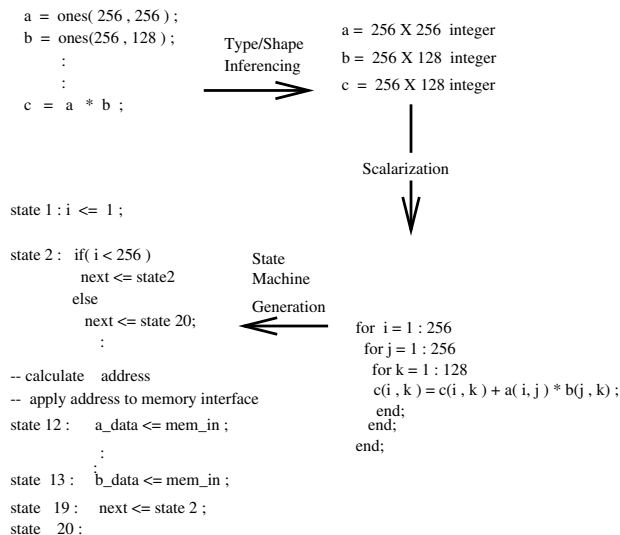 a = ones( 256 , 256 ) ;
b = ones(256 , 128 ) ;
:
:
c = a * b ;
Type/Shape
Inferencing
a = 256 X 256 integer
b = 256 X 128 integer
c = 256 X 128 integer
Scalarization
for i = 1 : 256
for j = 1 : 256
for k = 1 : 128
c(i , k ) = c(i , k ) + a( i, j ) * b(j , k) ;
end;
end;
end;
State
Machine
Generation
state 1 : i <= 1 ;
state 2 : if( i < 256 )
next <= state2
else
next <= state 20;
:
-- calculate address
-- apply address to memory interface
state 12 : a_data <= mem_in ;
:
:
state 13 : b_data <= mem_in ;
state 19 : next <= state 2 ;
state 20 :